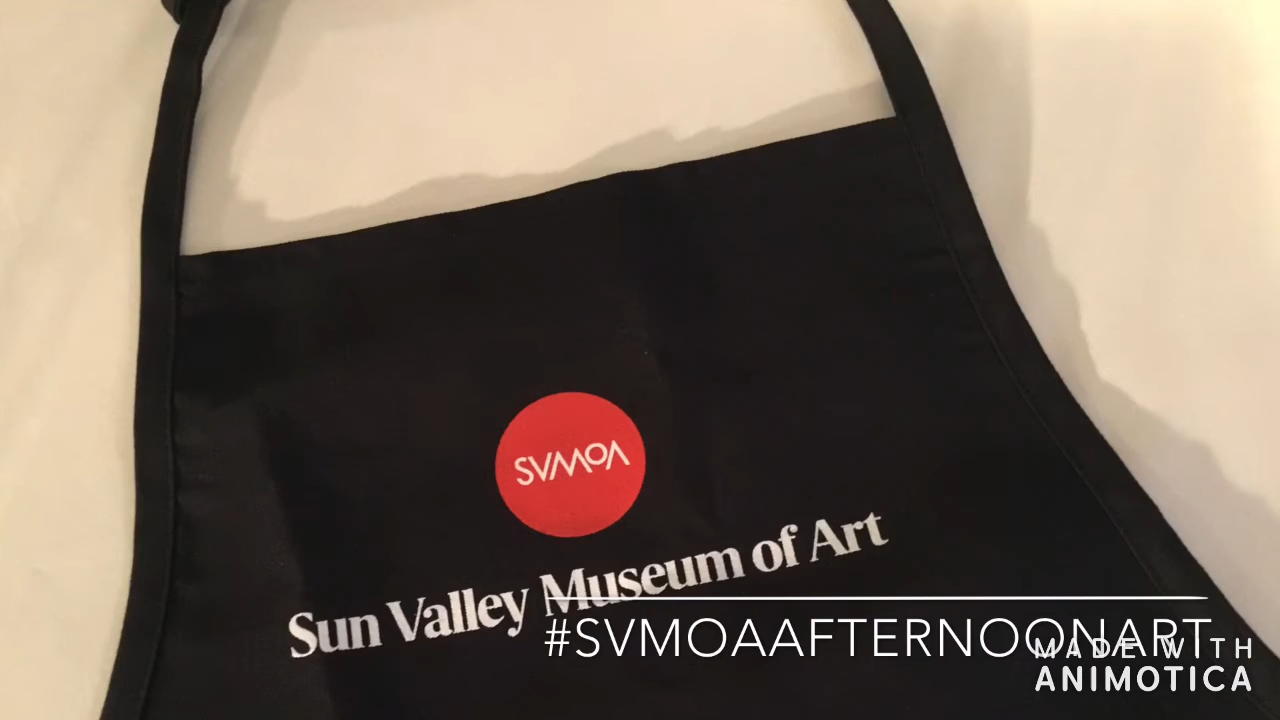 SVMOA
Sun Valley Museum of Art
#SVMOAAFTERNOONART
MADE WITH
ANIMOTICA